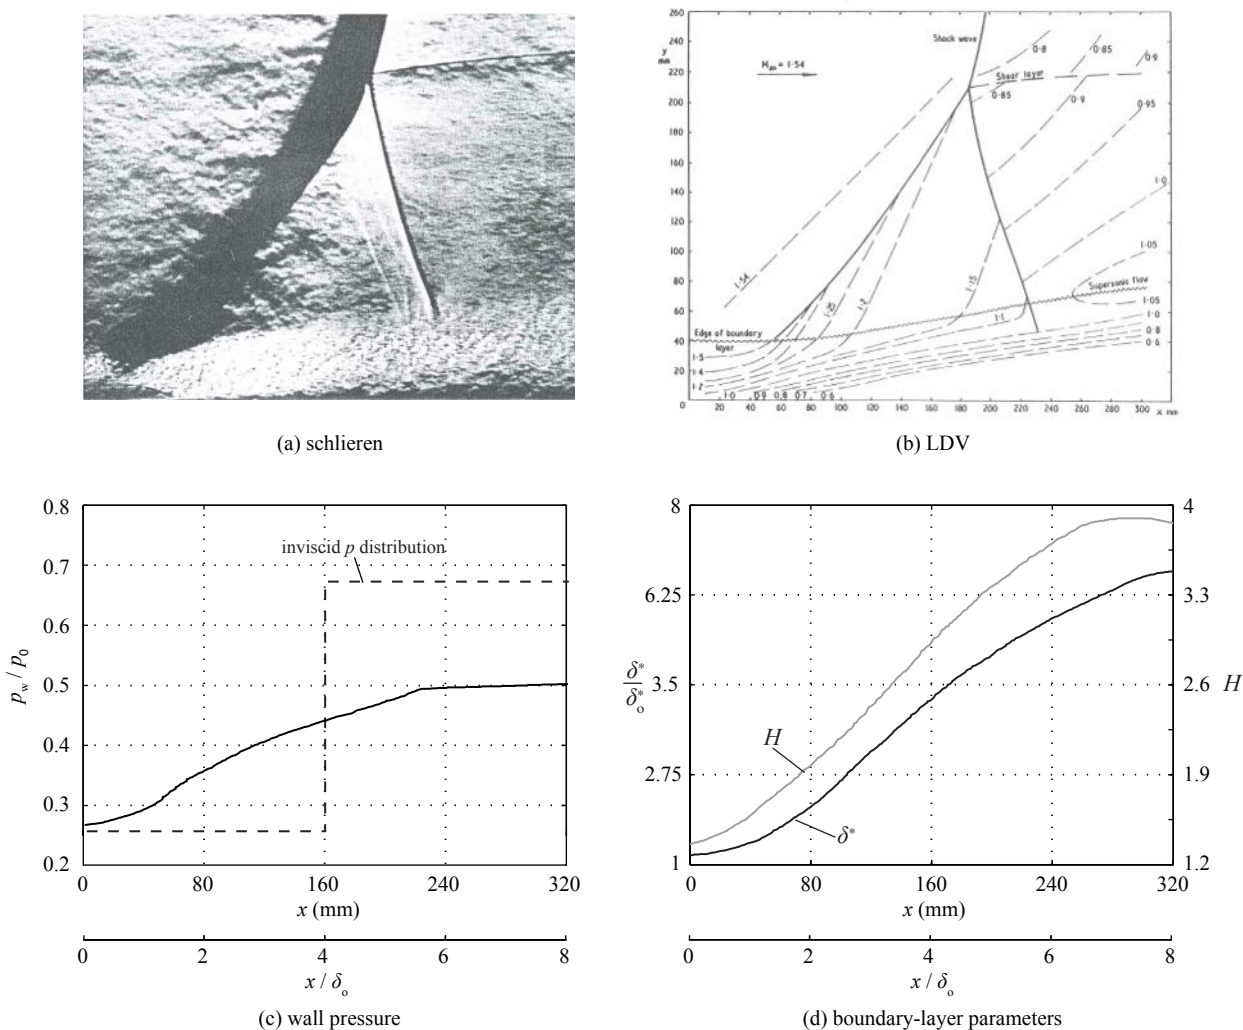 260
y
mm
240
220
200
180
160
140
120
100
80
60
40
20
0
M∞ = 1·54
Shock wave
Shear layer
0·8
0·85
0·9
0·85
0·9
0·95
1·0
1·05
Supersonic flow
1·05
1·0
0·8
0·6
1·54
1·25
1·2
1·15
1·1
Edge of boundary
layer
1·5
1·4
1·2
1·0 0·9 0·8 0·7 0·6
0 20 40 60 80 100 120 140 160 180 200 220 240 260 280 300 x mm
(a) schlieren
(b) LDV
0.8
0.7
0.6
0.5
0.4
0.3
0.2
p_w / p_0
inviscid p distribution
0 80 160 240 320
x (mm)
0 2 4 6 8
x / δ_o
(c) wall pressure
8
6.25
3.5
2.75
1
δ*
δ_o*
4
3.3
2.6
1.9
1.2
H
H
δ*
0 80 160 240 320
x (mm)
0 2 4 6 8
x / δ_o
(d) boundary-layer parameters